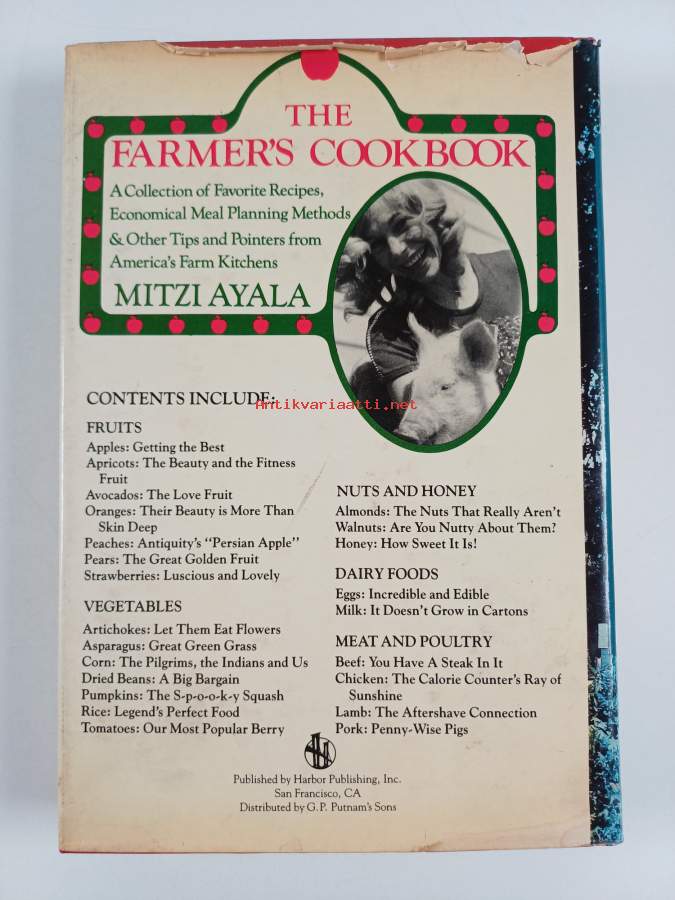 THE
FARMER'S COOKBOOK
A Collection of Favorite Recipes,
Economical Meal Planning Methods
& Other Tips and Pointers from
America's Farm Kitchens
MITZI AYALA
CONTENTS INCLUDE:
Antikvariaatti.net
FRUITS
Apples: Getting the Best
Apricots: The Beauty and the Fitness
Fruit
Avocados: The Love Fruit
Oranges: Their Beauty is More Than
Skin Deep
Peaches: Antiquity's "Persian Apple"
Pears: The Great Golden Fruit
Strawberries: Luscious and Lovely
VEGETABLES
Artichokes: Let Them Eat Flowers
Asparagus: Great Green Grass
Corn: The Pilgrims, the Indians and Us
Dried Beans: A Big Bargain
Pumpkins: The S-p-o-o-k-y Squash
Rice: Legend's Perfect Food
Tomatoes: Our Most Popular Berry
NUTS AND HONEY
Almonds: The Nuts That Really Aren't
Walnuts: Are You Nutty About Them?
Honey: How Sweet It Is!
DAIRY FOODS
Eggs: Incredible and Edible
Milk: It Doesn't Grow in Cartons
MEAT AND POULTRY
Beef: You Have A Steak In It
Chicken: The Calorie Counter's Ray of
Sunshine
Lamb: The Aftershave Connection
Pork: Penny-Wise Pigs
Published by Harbor Publishing, Inc.
San Francisco, CA
Distributed by G.P. Putnam's Sons